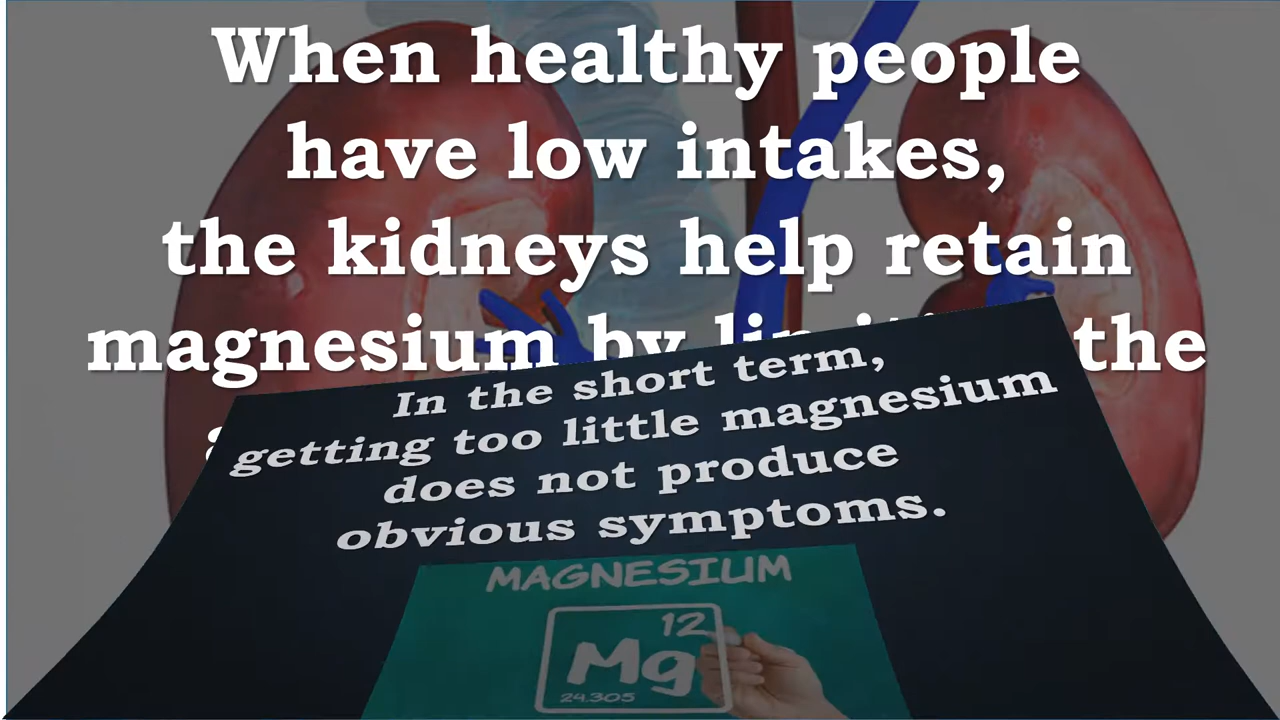 When healthy people
have low intakes,
the kidneys help retain
magnesium by the
In the short term,
getting too little magnesium
does not produce
obvious symptoms.
MAGNESIUM
12
Mg
24.305